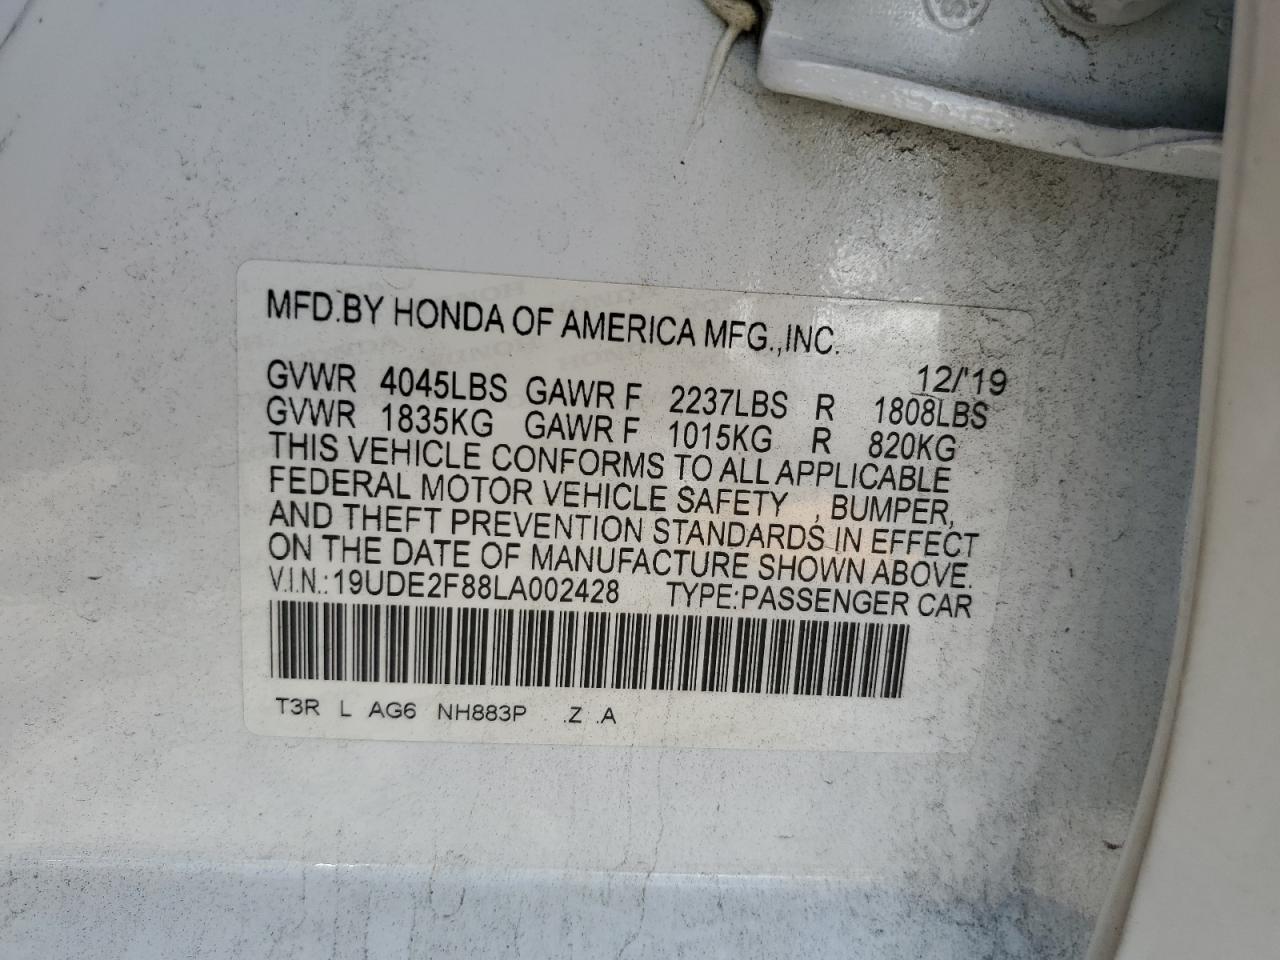 MFD.BY HONDA OF AMERICA MFG.,INC.
12/'19
GVWR 4045LBS GAWR F 2237LBS R 1808LBS
GVWR 1835KG GAWR F 1015KG R 820KG
THIS VEHICLE CONFORMS TO ALL APPLICABLE
FEDERAL MOTOR VEHICLE SAFETY , BUMPER,
AND THEFT PREVENTION STANDARDS IN EFFECT
ON THE DATE OF MANUFACTURE SHOWN ABOVE.
V.I.N.:19UDE2F88LA002428 TYPE:PASSENGER CAR
T3R L AG6 NH883P .Z .A